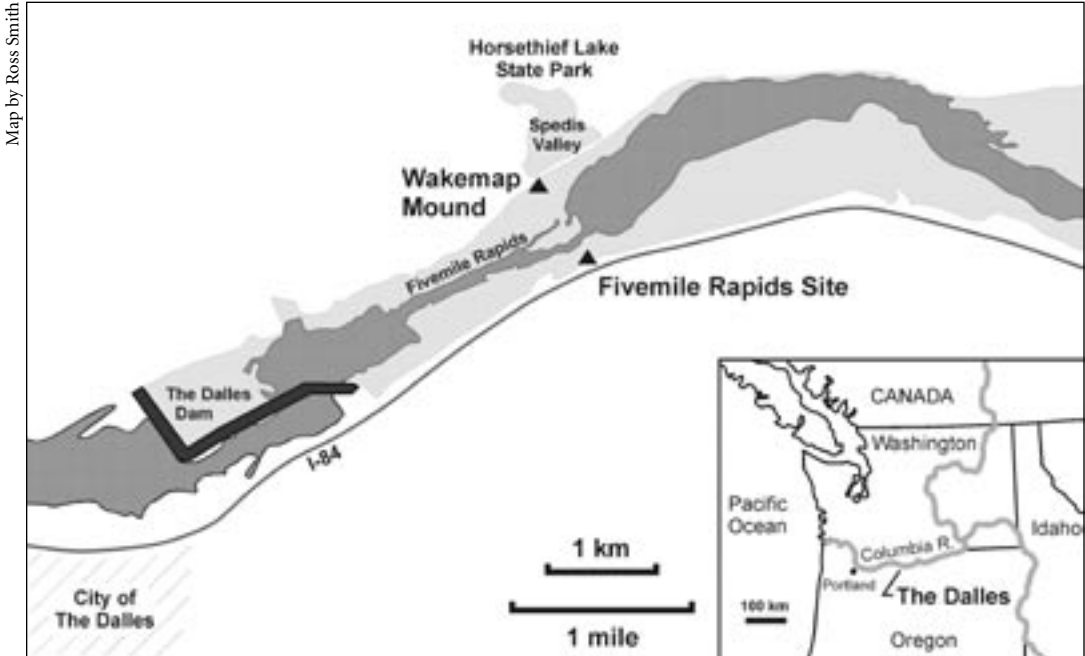 Map by Ross Smith
Horsethief Lake
State Park
Spedis
Valley
Wakemap
Mound
Fivemile Rapids
Fivemile Rapids Site
The Dalles
Dam
I-84
City of
The Dalles
1 km
1 mile
CANADA
Washington
Pacific
Ocean
Idaho
Columbia R.
Portland
The Dalles
100 km
Oregon